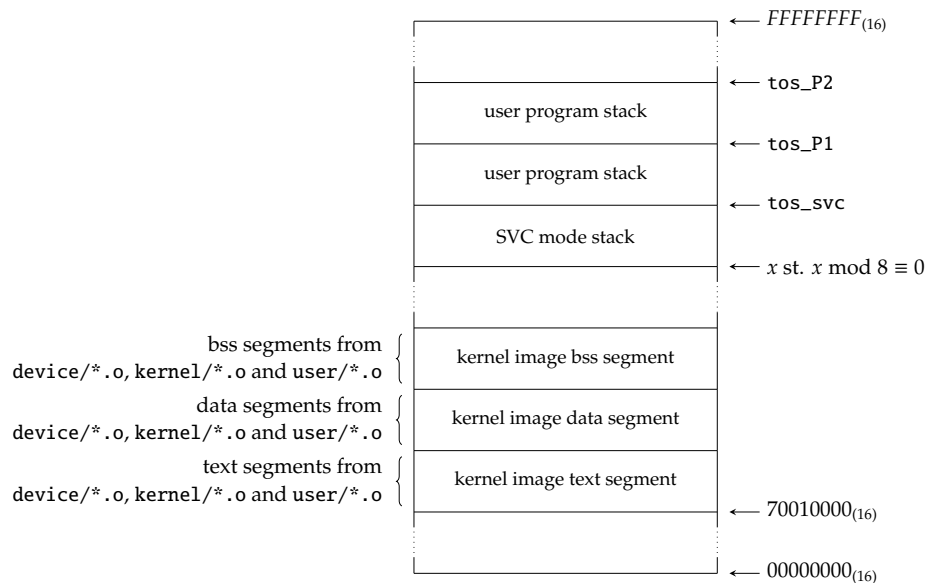 FFFFFFFF(16)
tos_P2
user program stack
tos_P1
user program stack
tos_svc
SVC mode stack
x st. x mod 8 ≡ 0
bss segments from
device/*.o, kernel/*.o and user/*.o
kernel image bss segment
data segments from
device/*.o, kernel/*.o and user/*.o
kernel image data segment
text segments from
device/*.o, kernel/*.o and user/*.o
kernel image text segment
70010000(16)
00000000(16)